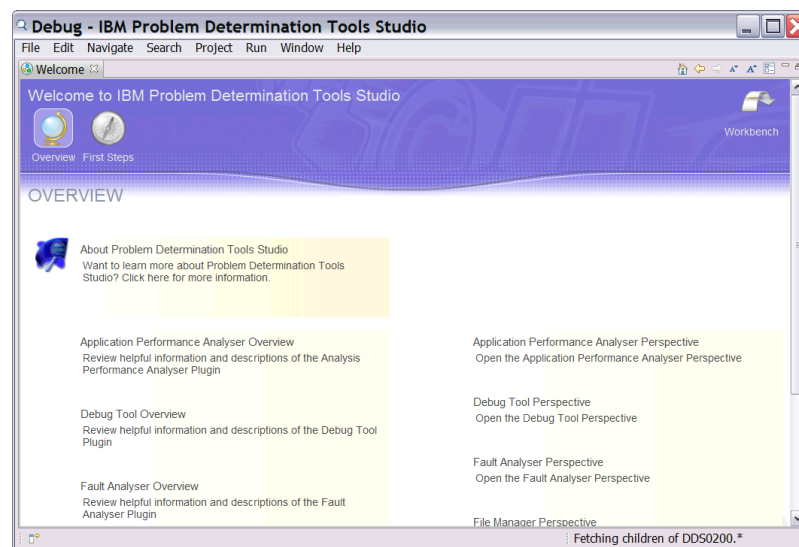 Debug - IBM Problem Determination Tools Studio
File Edit Navigate Search Project Run Window Help
Welcome
Welcome to IBM Problem Determination Tools Studio
Overview First Steps
Workbench
OVERVIEW
About Problem Determination Tools Studio
Want to learn more about Problem Determination Tools
Studio? Click here for more information.
Application Performance Analyser Overview
Review helpful information and descriptions of the Analysis
Performance Analyser Plugin
Debug Tool Overview
Review helpful information and descriptions of the Debug Tool
Plugin
Fault Analyser Overview
Review helpful information and descriptions of the Fault
Analyser Plugin
Application Performance Analyser Perspective
Open the Application Performance Analyser Perspective
Debug Tool Perspective
Open the Debug Tool Perspective
Fault Analyser Perspective
Open the Fault Analyser Perspective
File Manager Perspective
Fetching children of DDS0200.*